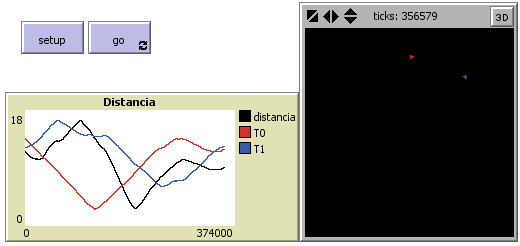 setup
go
ticks: 356579
3D
Distancia
18
0
0
374000
distancia
T0
T1